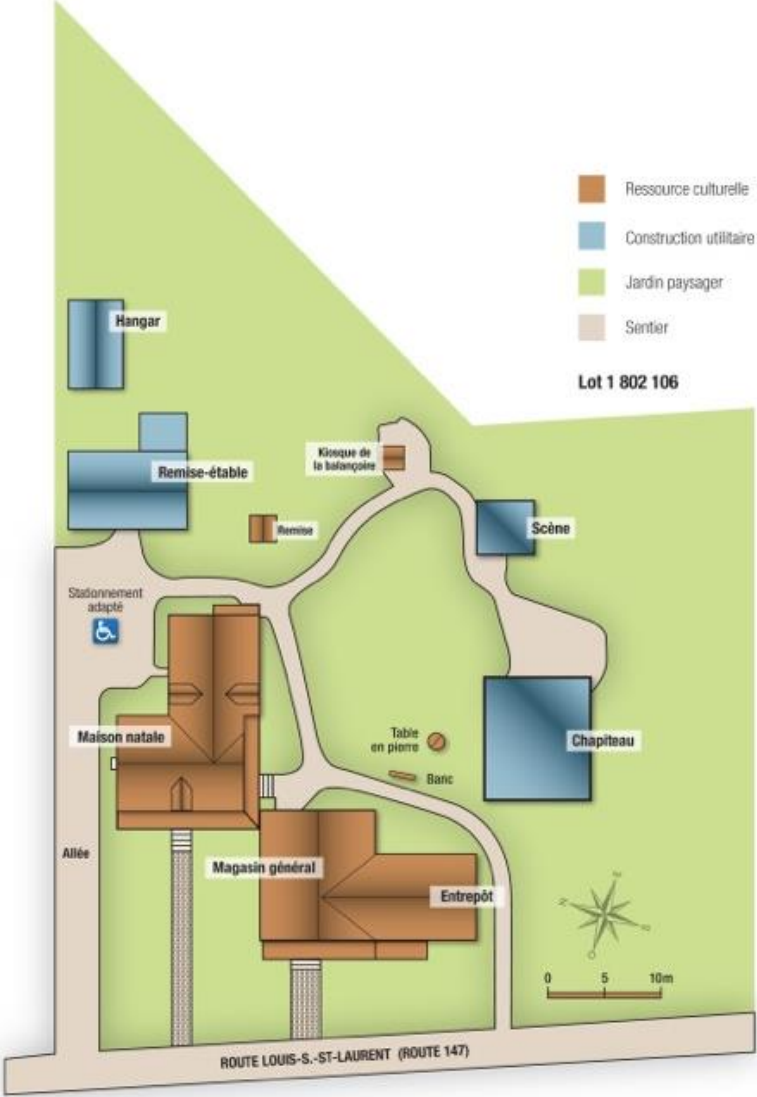 Ressource culturelle
Construction utilitaire
Jardin paysager
Sentier
Lot 1 802 106
Hangar
Kiosque de
la balançoire
Remise-étable
Remise
Scène
Stationnement
adapté
Maison natale
Table
en pierre
Chapiteau
Banc
Allée
Magasin général
Entrepôt
0 5 10m
ROUTE LOUIS-S.-ST-LAURENT (ROUTE 147)